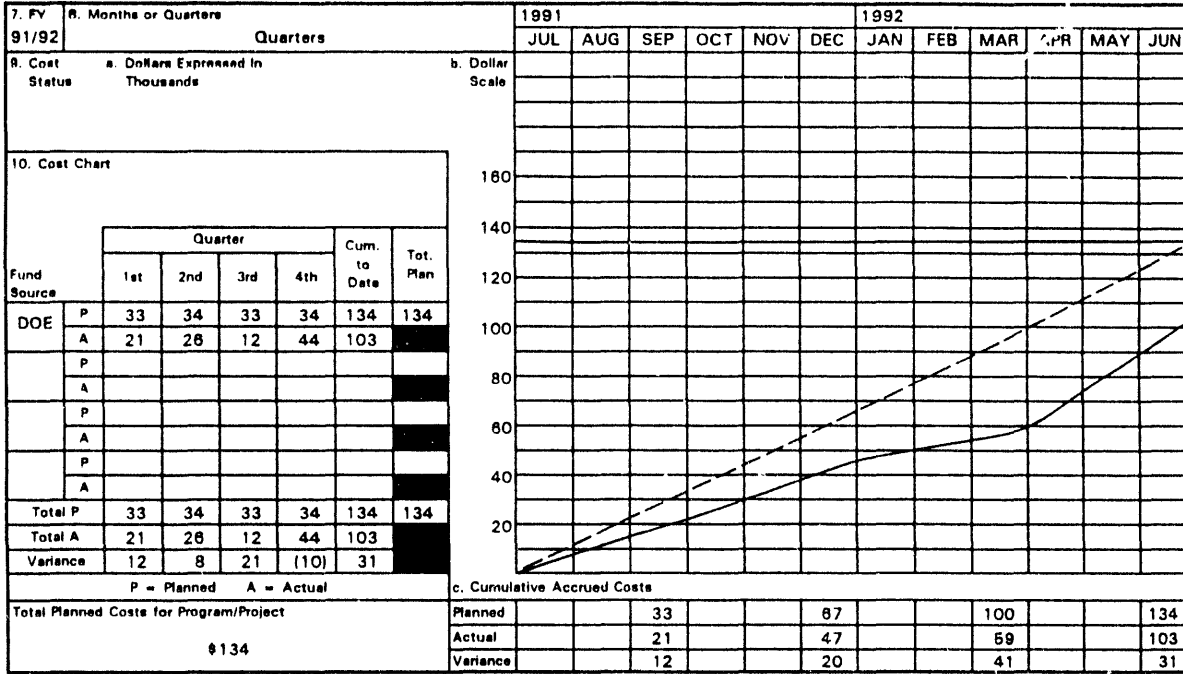 7. FY
91/92
8. Months or Quarters
Quarters
1991
1992
JUL AUG SEP OCT NOV DEC JAN FEB MAR APR MAY JUN
9. Cost
Status
a. Dollars Expressed In
Thousands
b. Dollar
Scale
10. Cost Chart
Fund
Source
Quarter
1st 2nd 3rd 4th
Cum.
to
Date
Tot.
Plan
DOE
P 33 34 33 34 134 134
A 21 26 12 44 103
P
A
P
A
P
A
Total P 33 34 33 34 134 134
Total A 21 26 12 44 103
Variance 12 8 21 (10) 31
P = Planned A = Actual
Total Planned Costs for Program/Project
$134
160
140
120
100
80
60
40
20
c. Cumulative Accrued Costs
Planned 33 67 100 134
Actual 21 47 59 103
Variance 12 20 41 31